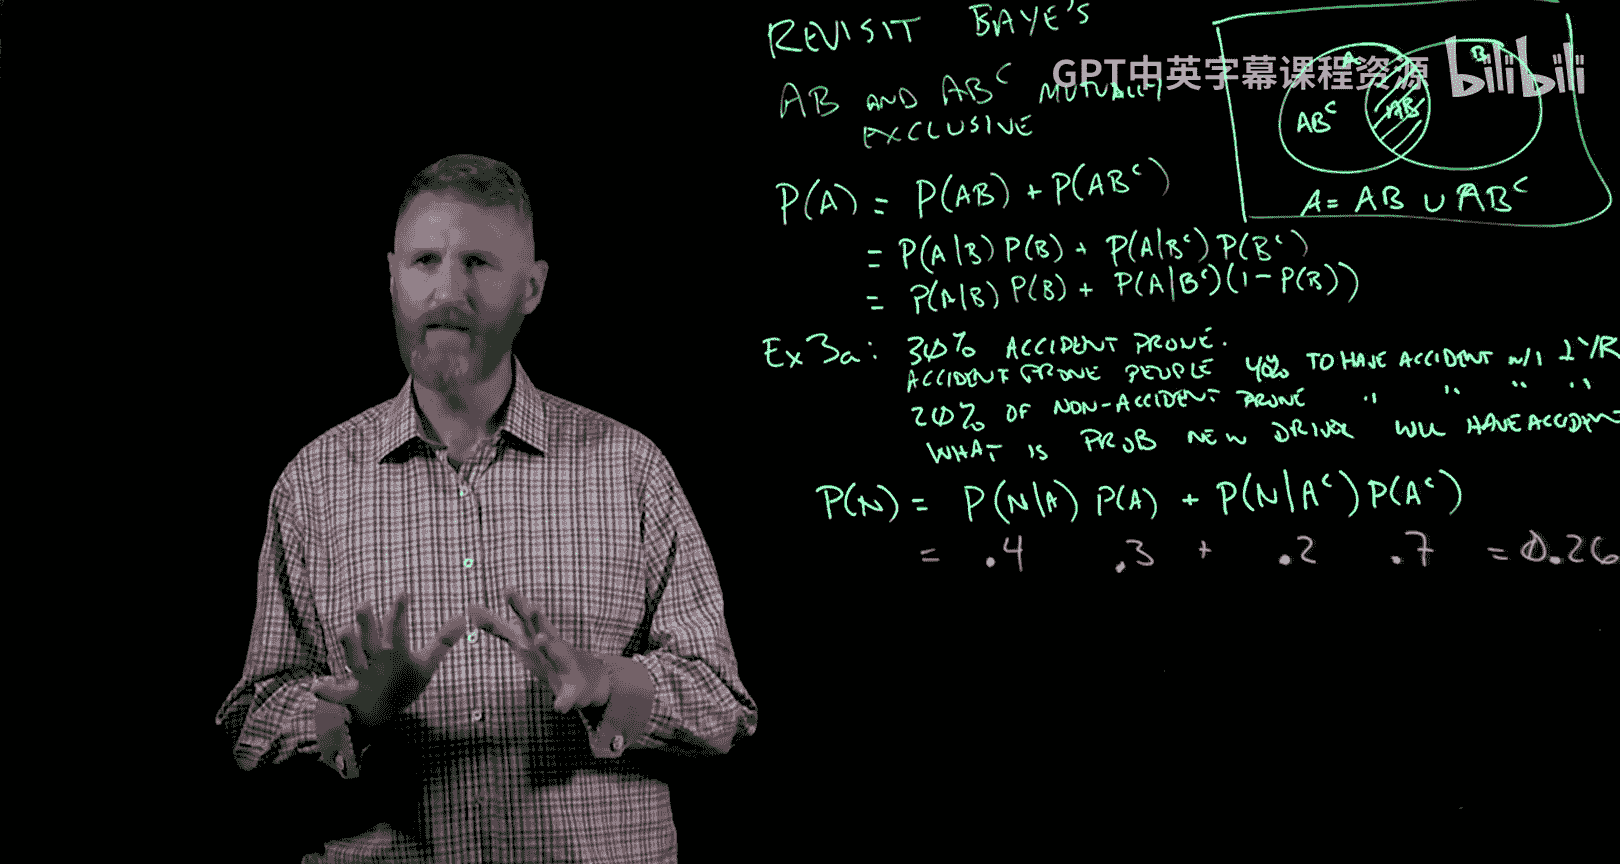 REVISIT BAYE'S
GPT中英字幕课程资源 bilibili
AB AND AB^C MUTUALLY
EXCLUSIVE
P(A) = P(AB) + P(AB^C)
= P(A|B) P(B) + P(A|B^C) P(B^C)
= P(A|B) P(B) + P(A|B^C)(1 - P(B))
A B
AB^C AB
A = AB ∪ AB^C
Ex 3a: 30% ACCIDENT PRONE.
ACCIDENT PRONE PEOPLE 40% TO HAVE ACCIDENT w/i 1 YR
20% OF NON-ACCIDENT PRONE " " " "
WHAT IS PROB NEW DRIVER WILL HAVE ACCIDENT
P(N) = P(N|A) P(A) + P(N|A^C) P(A^C)
= .4 .3 + .2 .7 = 0.26